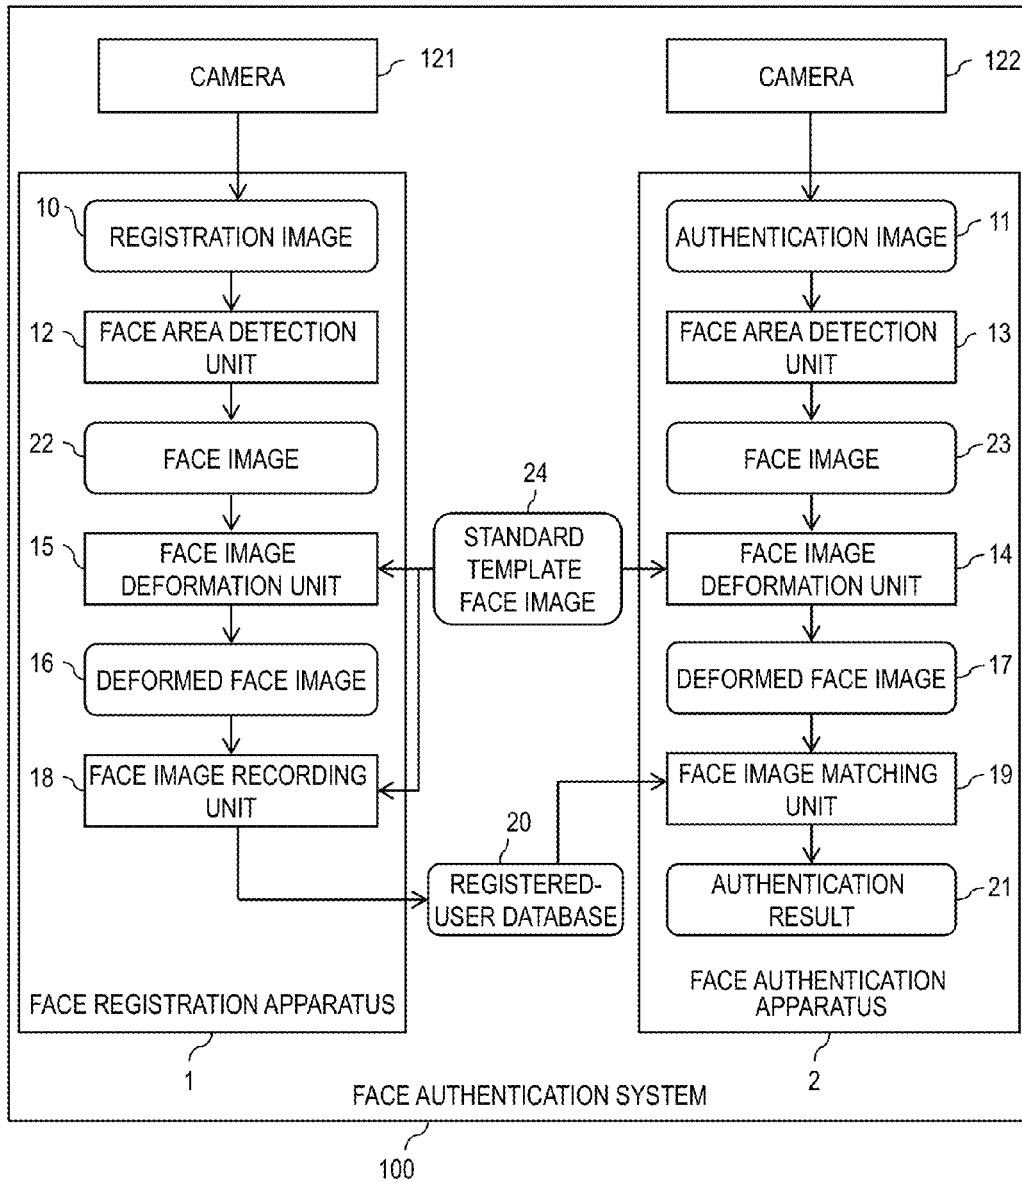 CAMERA
121
CAMERA
122
10
REGISTRATION IMAGE
AUTHENTICATION IMAGE
11
12
FACE AREA DETECTION
UNIT
FACE AREA DETECTION
UNIT
13
22
FACE IMAGE
FACE IMAGE
23
24
STANDARD
TEMPLATE
FACE IMAGE
15
FACE IMAGE
DEFORMATION UNIT
FACE IMAGE
DEFORMATION UNIT
14
16
DEFORMED FACE IMAGE
DEFORMED FACE IMAGE
17
18
FACE IMAGE RECORDING
UNIT
FACE IMAGE MATCHING
UNIT
19
20
REGISTERED-
USER DATABASE
AUTHENTICATION
RESULT
21
FACE REGISTRATION APPARATUS
FACE AUTHENTICATION
APPARATUS
1
2
FACE AUTHENTICATION SYSTEM
100